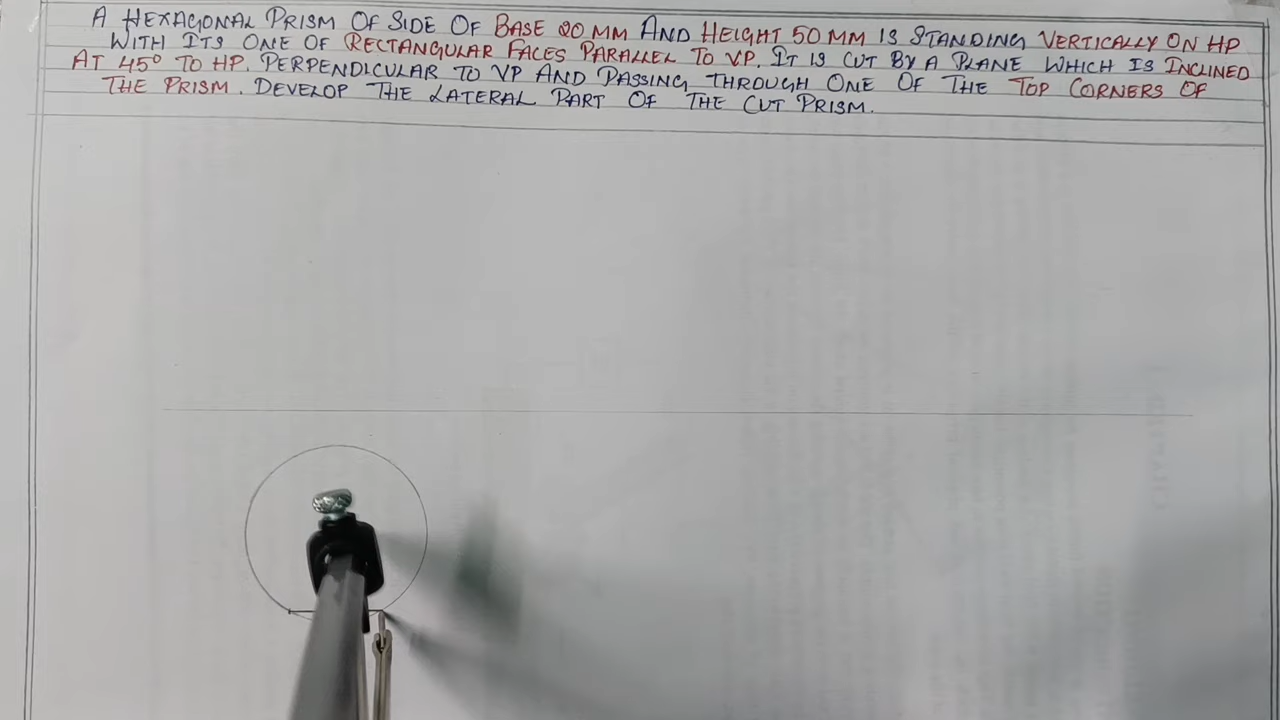 A HEXAGONAL PRISM OF SIDE OF BASE 20 MM AND HEIGHT 50 MM IS STANDING VERTICALLY ON HP
WITH ITS ONE OF RECTANGULAR FACES PARALLEL TO VP. IT IS CUT BY A PLANE WHICH IS INCLINED
AT 45° TO HP. PERPENDICULAR TO VP AND PASSING THROUGH ONE OF THE TOP CORNERS OF
THE PRISM. DEVELOP THE LATERAL PART OF THE CUT PRISM.